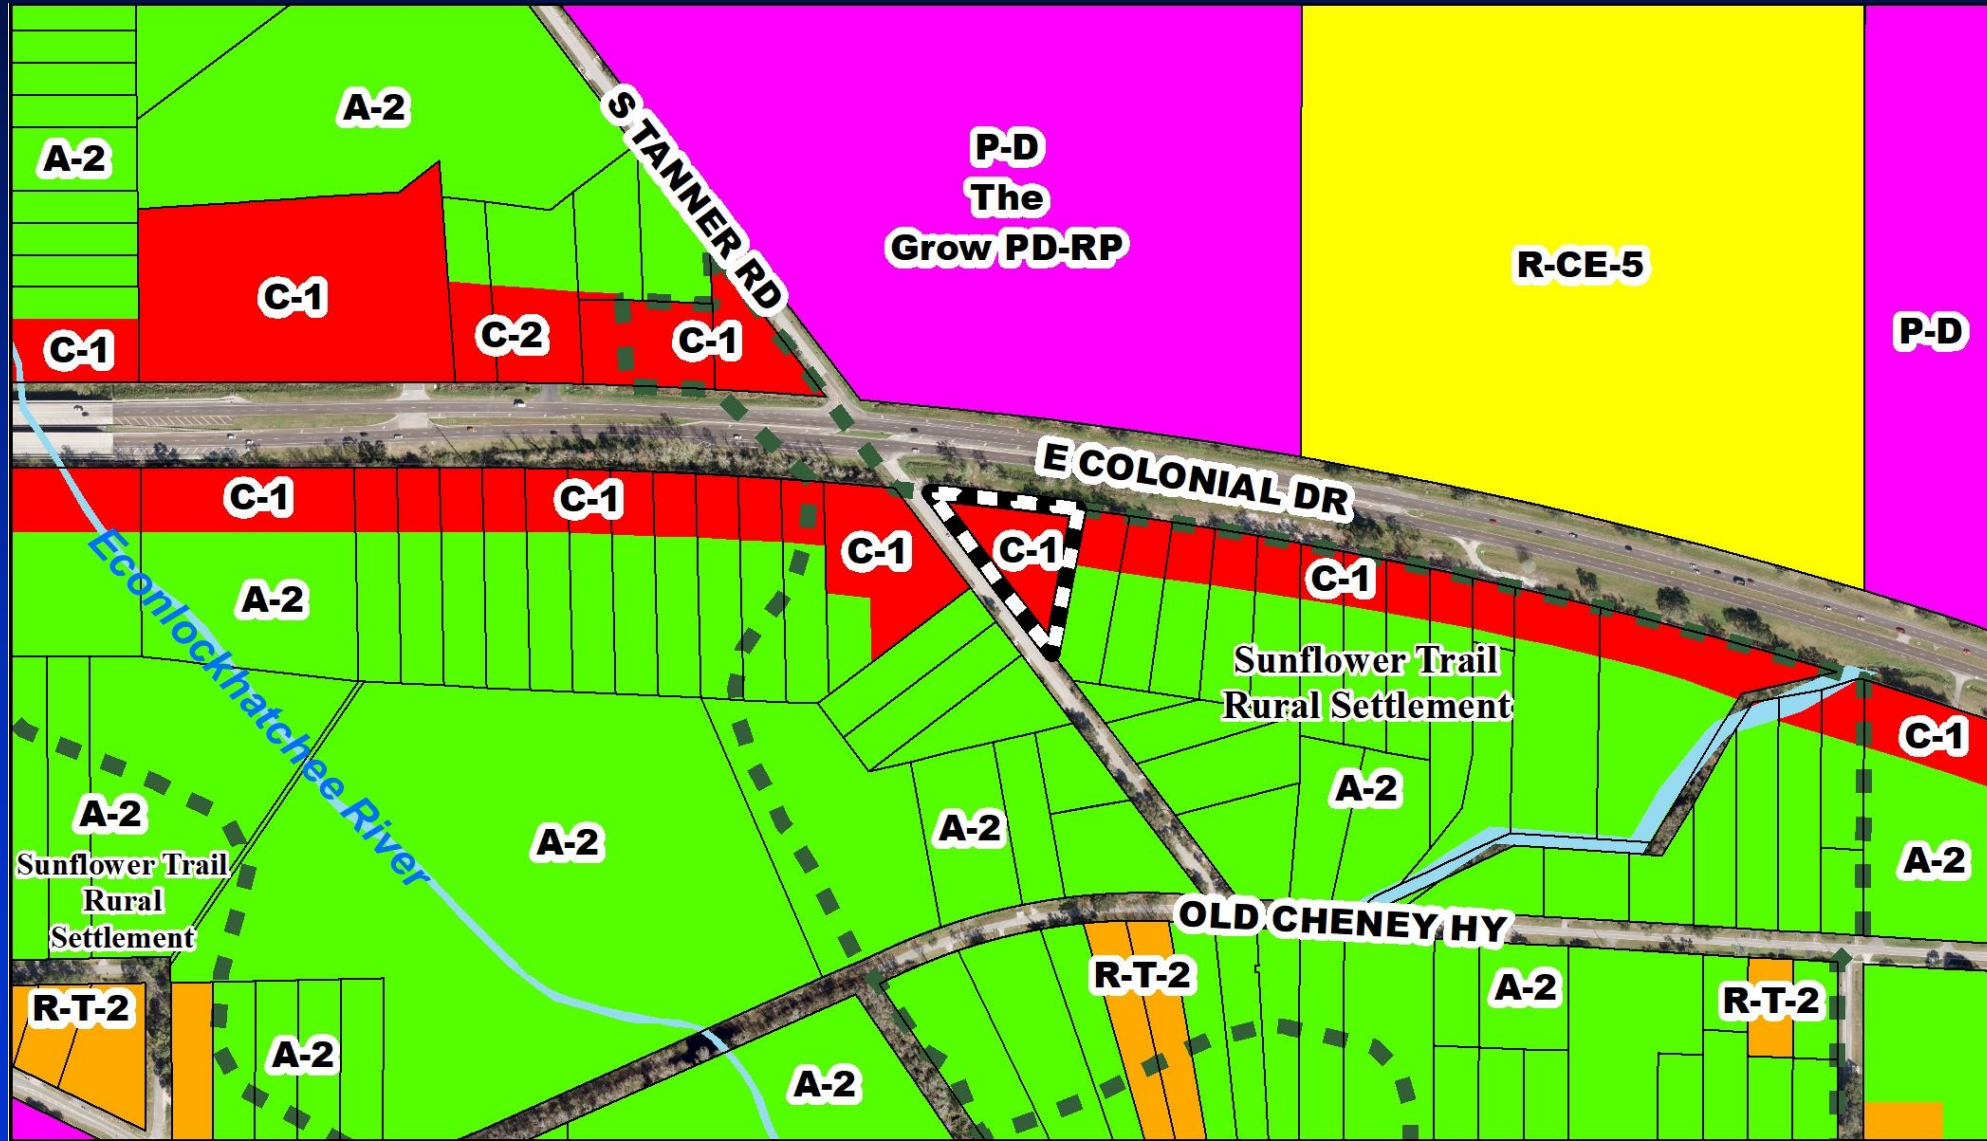 A-2
A-2
S TANNER RD
P-D
The
Grow PD-RP
R-CE-5
P-D
C-1
C-2
C-1
C-1
E COLONIAL DR
C-1
C-1
C-1
C-1
C-1
Econlockhatchee River
A-2
Sunflower Trail
Rural Settlement
C-1
A-2
A-2
A-2
A-2
A-2
Sunflower Trail
Rural
Settlement
OLD CHENEY HY
R-T-2
R-T-2
A-2
R-T-2
A-2
A-2